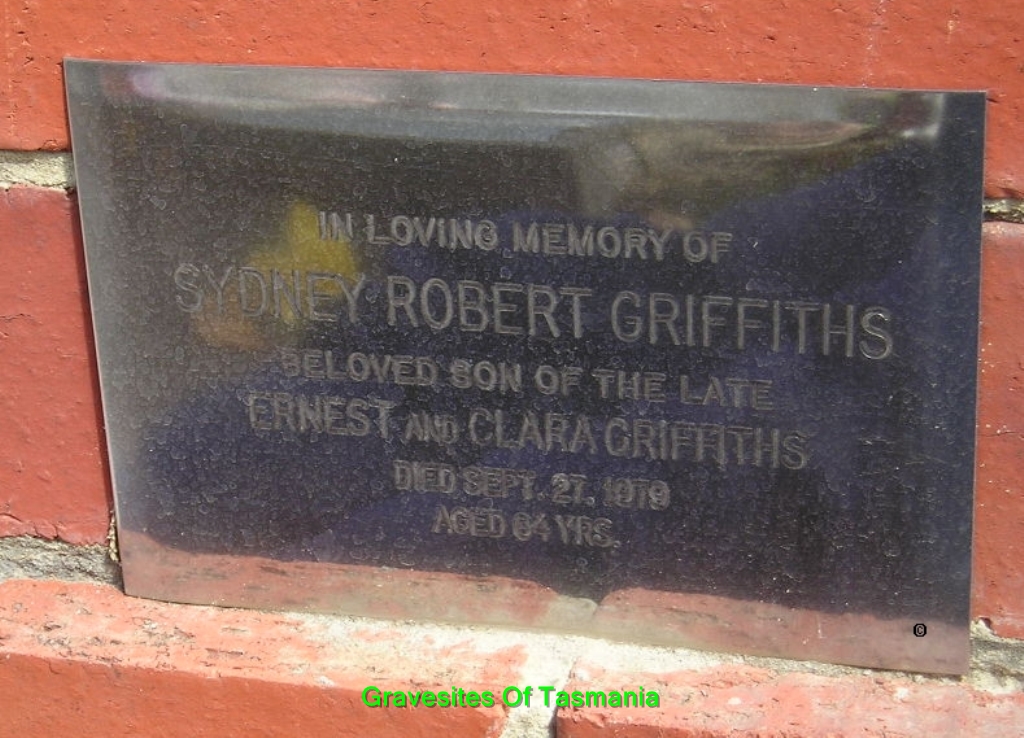 IN LOVING MEMORY OF
SYDNEY ROBERT GRIFFITHS
BELOVED SON OF THE LATE
ERNEST AND CLARA GRIFFITHS
DIED SEPT. 27. 1979
AGED 64 YRS.
©
Gravesites Of Tasmania